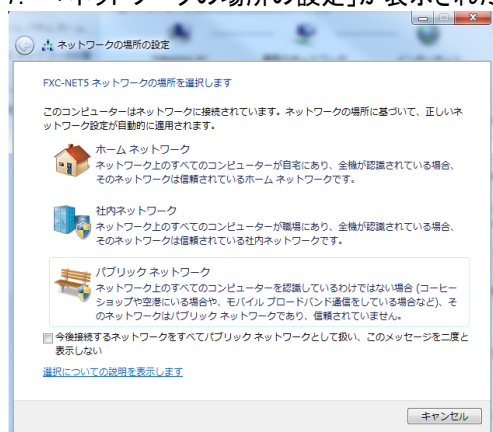 7. 「ネットワークの場所の設定」が表示された
ネットワークの場所の設定
FXC-NET5 ネットワークの場所を選択します
このコンピューターはネットワークに接続されています。ネットワークの場所に基づいて、正しいネ
ットワーク設定が自動的に適用されます。
ホーム ネットワーク
ネットワーク上のすべてのコンピューターが自宅にあり、全機が認識されている場合、
そのネットワークは信頼されているホーム ネットワークです。
社内ネットワーク
ネットワーク上のすべてのコンピューターが職場にあり、全機が認識されている場合、
そのネットワークは信頼されている社内ネットワークです。
パブリック ネットワーク
ネットワーク上のすべてのコンピューターを認識しているわけではない場合 (コーヒー
ショップや空港にいる場合や、モバイル ブロードバンド通信をしている場合など)、そ
のネットワークはパブリック ネットワークであり、信頼されていません。
今後接続するネットワークをすべてパブリック ネットワークとして扱い、このメッセージを二度と
表示しない
選択についての説明を表示します
キャンセル